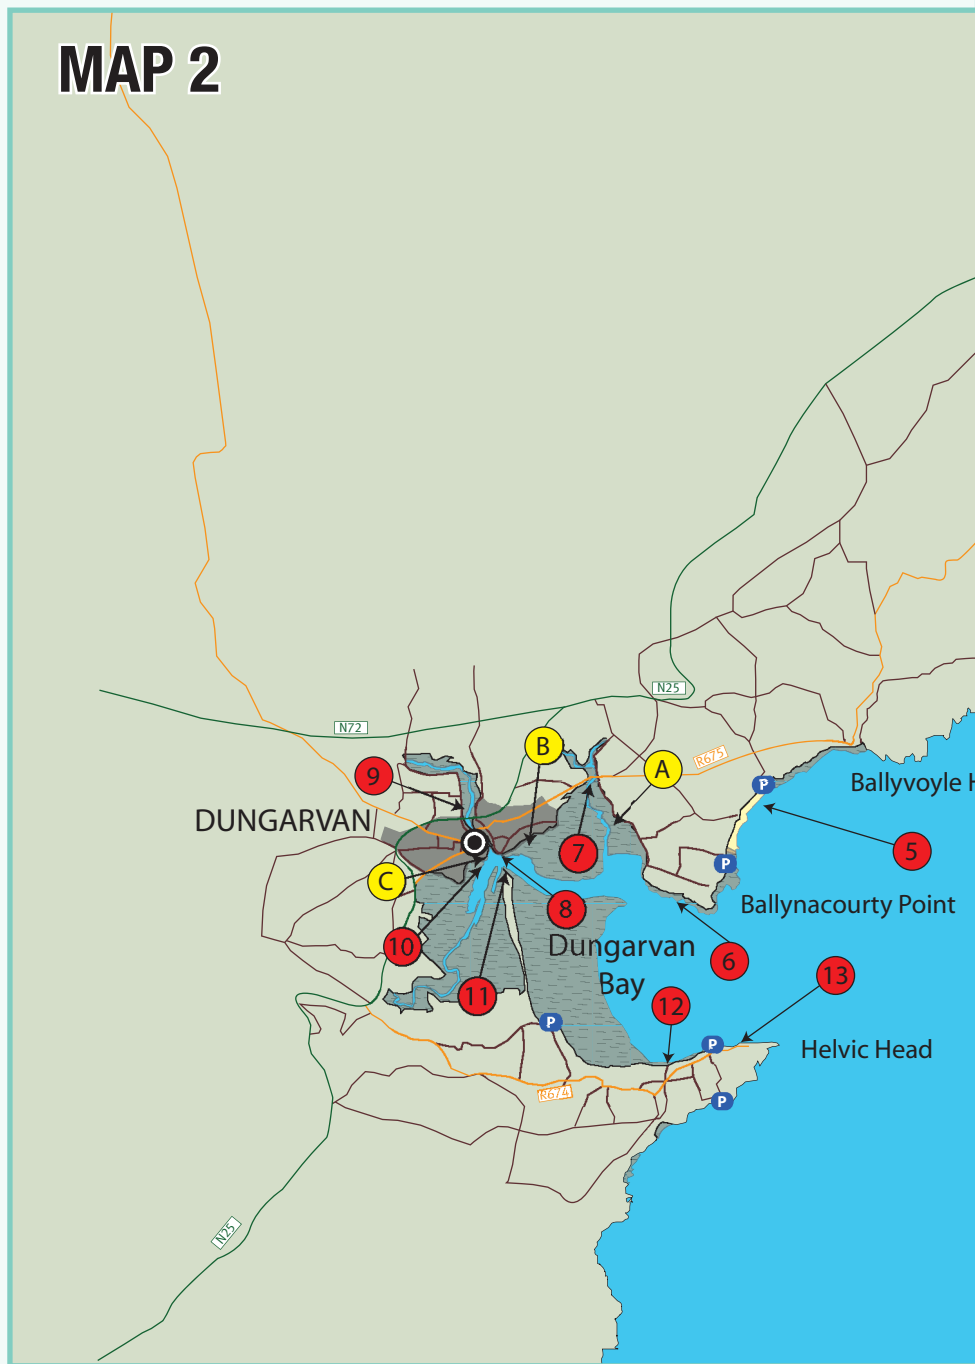 MAP 2
N25
N72
B
R675
A
9
P
Ballyvoyle H
DUNGARVAN
7
5
P
C
8
Ballynacourty Point
10
Dungarvan
Bay
6
11
12
13
P
P
Helvic Head
R674
P
N25